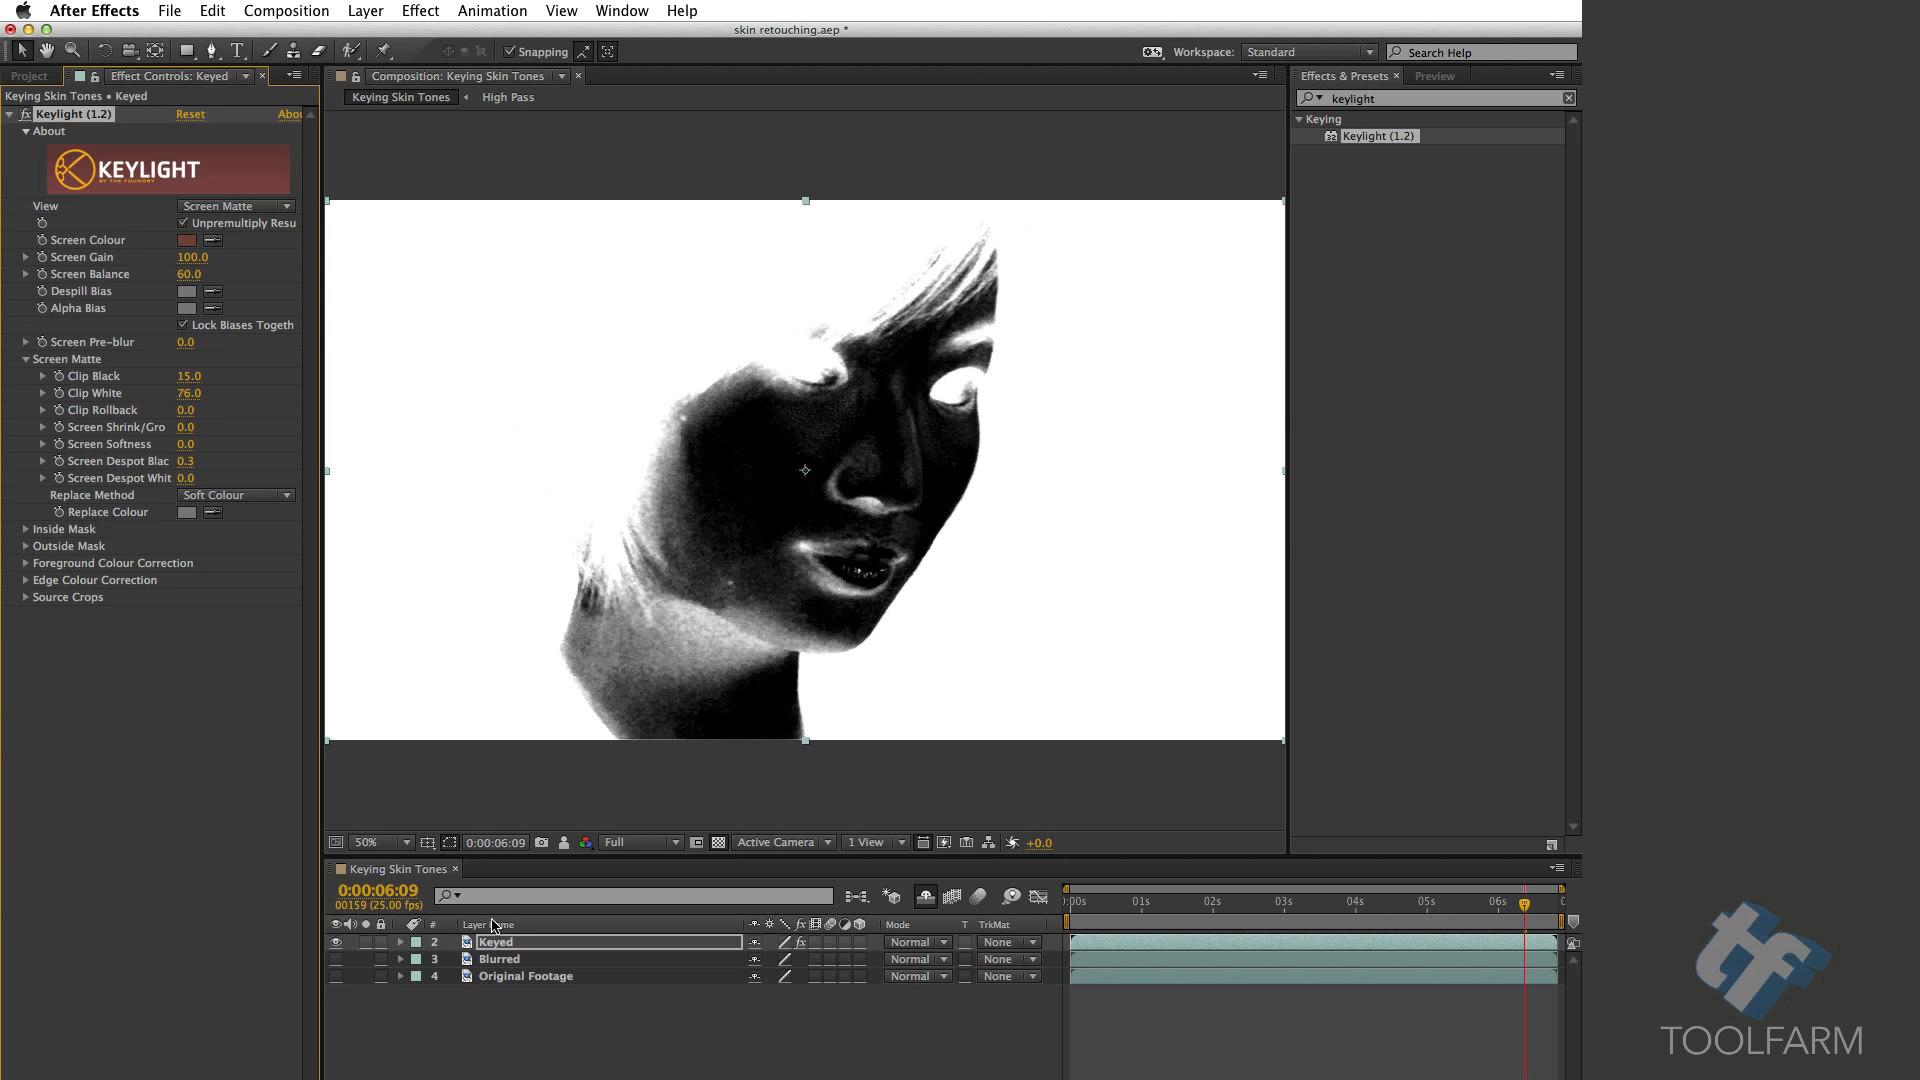 After Effects File Edit Composition Layer Effect Animation View Window Help
skin retouching.aep *
Snapping Workspace: Standard Search Help
Project Effect Controls: Keyed × Composition: Keying Skin Tones × Effects & Presets × Preview
Keying Skin Tones • Keyed Keying Skin Tones High Pass keylight
fx Keylight (1.2) Reset Abou Keying
About Keylight (1.2)
KEYLIGHT
BY THE FOUNDRY
View Screen Matte
Unpremultiply Resu
Screen Colour
Screen Gain 100.0
Screen Balance 60.0
Despill Bias
Alpha Bias
Lock Biases Togeth
Screen Pre-blur 0.0
Screen Matte
Clip Black 15.0
Clip White 76.0
Clip Rollback 0.0
Screen Shrink/Gro 0.0
Screen Softness 0.0
Screen Despot Blac 0.3
Screen Despot Whit 0.0
Replace Method Soft Colour
Replace Colour
Inside Mask
Outside Mask
Foreground Colour Correction
Edge Colour Correction
Source Crops
50% 0:00:06:09 Full Active Camera 1 View +0.0
Keying Skin Tones ×
0:00:06:09
00159 (25.00 fps)
:00s 01s 02s 03s 04s 05s 06s
# Layer Mode T TrkMat
2 Keyed fx Normal None
3 Blurred Normal None
4 Original Footage Normal None
tf
TOOLFARM